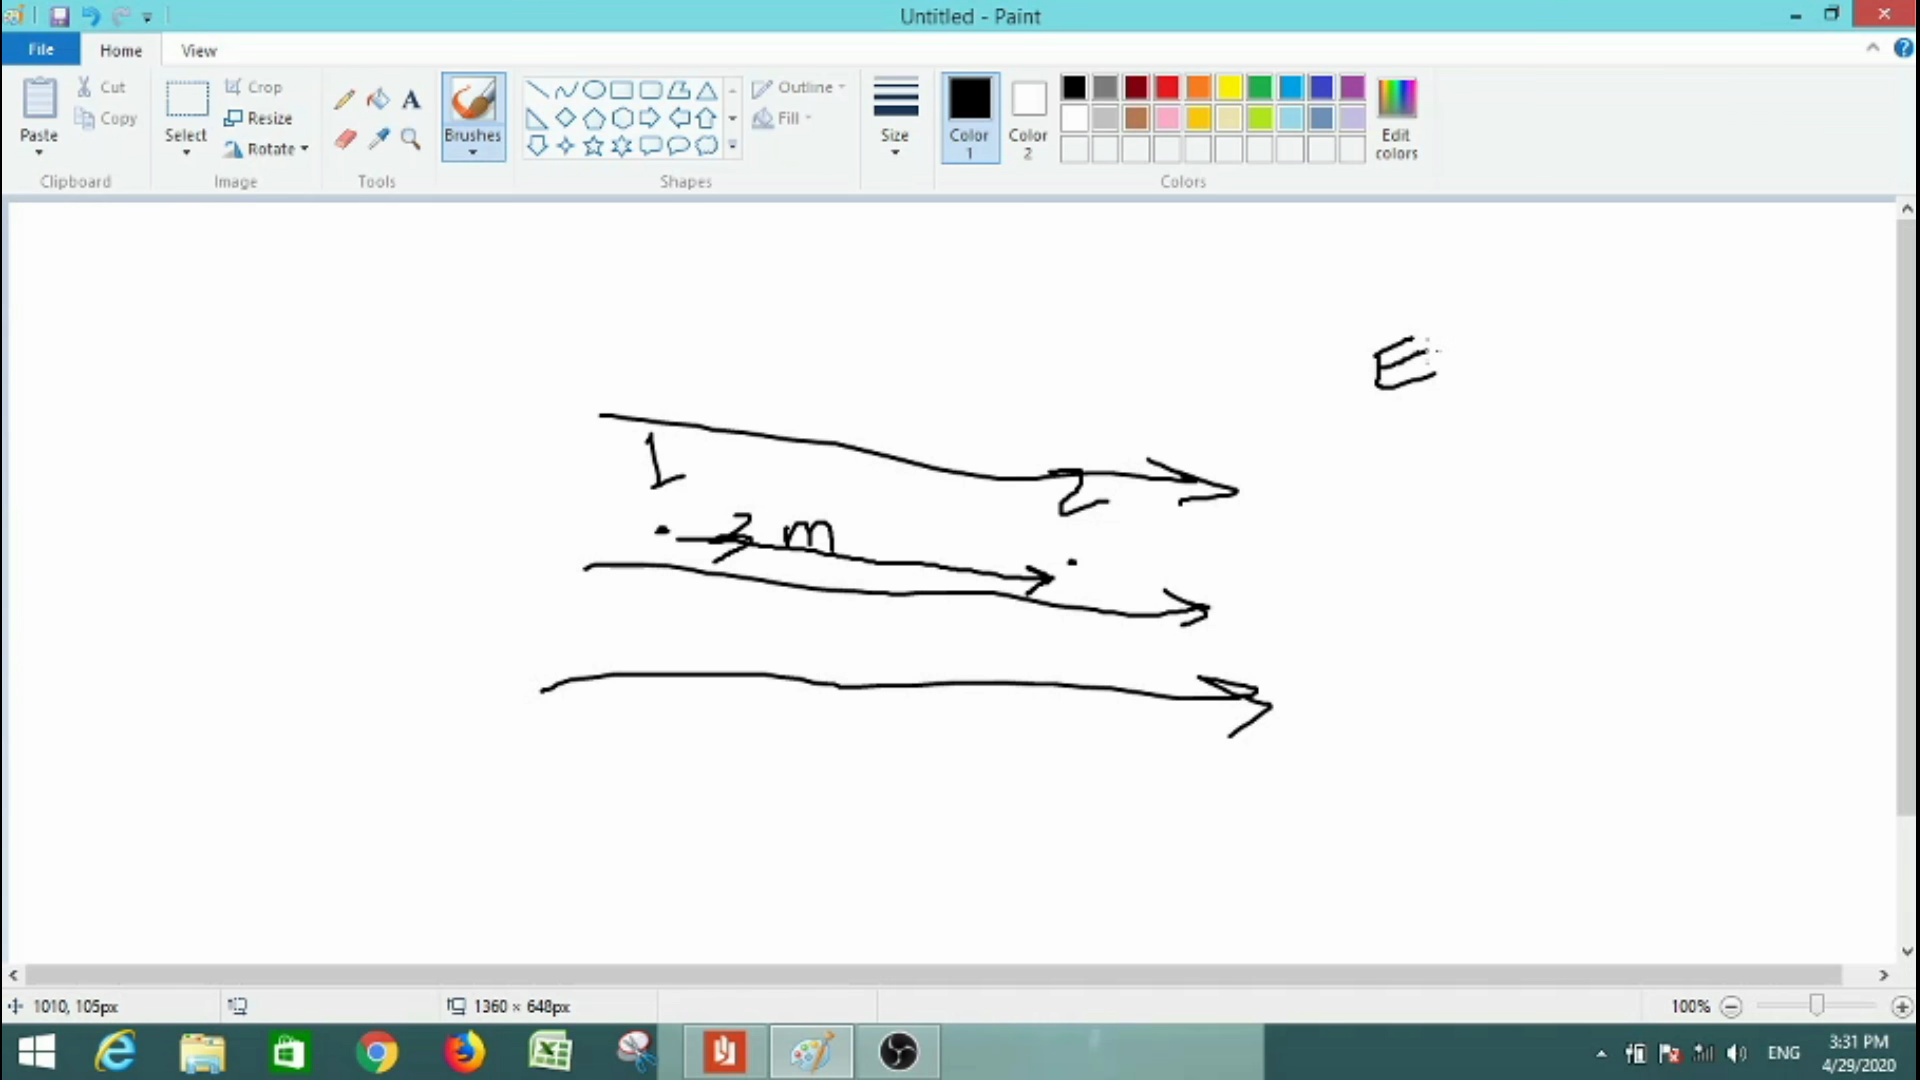 Untitled - Paint
File
Home
View
Paste
Cut
Copy
Clipboard
Select
Crop
Resize
Rotate
Image
A
Tools
Brushes
Shapes
Outline
Fill
Size
Color
1
Color
2
Edit
colors
Colors
E
1
2
3 m
1010, 105px
1360 × 648px
100%
ENG
3:31 PM
4/29/2020